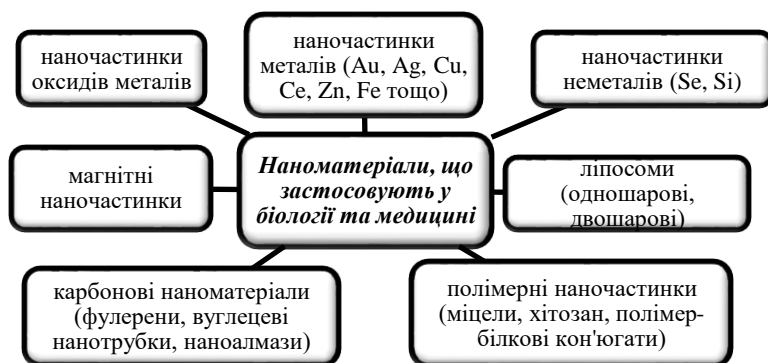 наночастинки
оксидів металів
наночастинки
металів (Au, Ag, Cu,
Ce, Zn, Fe тощо)
наночастинки
неметалів (Se, Si)
магнітні
наночастинки
Наноматеріали, що
застосовують у
біології та медицині
ліпосоми
(одношарові,
двошарові)
карбонові наноматеріали
(фулерени, вуглецеві
нанотрубки, наноалмази)
полімерні наночастинки
(міцели, хітозан, полімер-
білкові кон'югати)